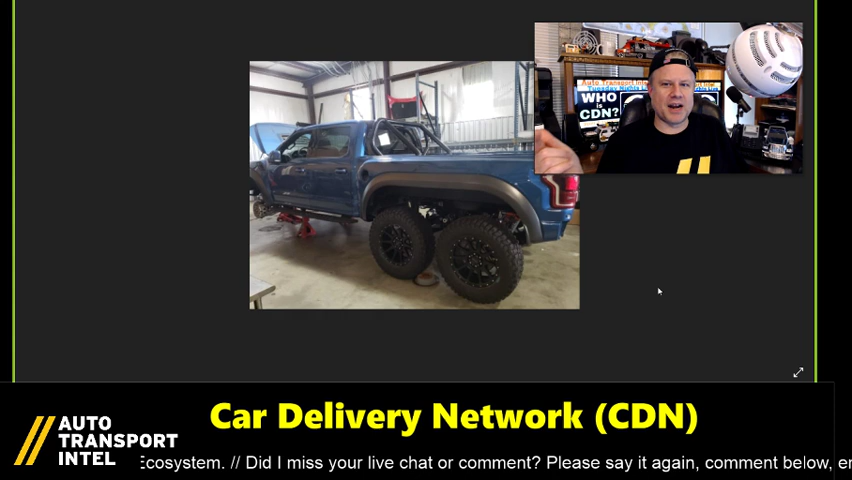 WHO
is
CDN?
Car Delivery Network (CDN)
AUTO
TRANSPORT
INTEL
Ecosystem. // Did I miss your live chat or comment? Please say it again, comment below,